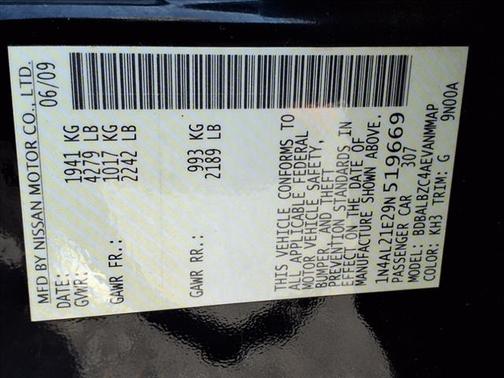 MFD BY NISSAN MOTOR CO., LTD.
DATE: 06/09
GVWR: 1941 KG
4279 LB
GAWR FR.: 1017 KG
2242 LB
GAWR RR.: 993 KG
2189 LB
THIS VEHICLE CONFORMS TO
ALL APPLICABLE FEDERAL
MOTOR VEHICLE SAFETY,
BUMPER, AND THEFT
PREVENTION STANDARDS IN
EFFECT ON THE DATE OF
MANUFACTURE SHOWN ABOVE.
1N4AL21E29N519669
PASSENGER CAR 307
MODEL: BDBALBZC4AEVANMMMAP
COLOR: KH3 TRIM: G 9N00A